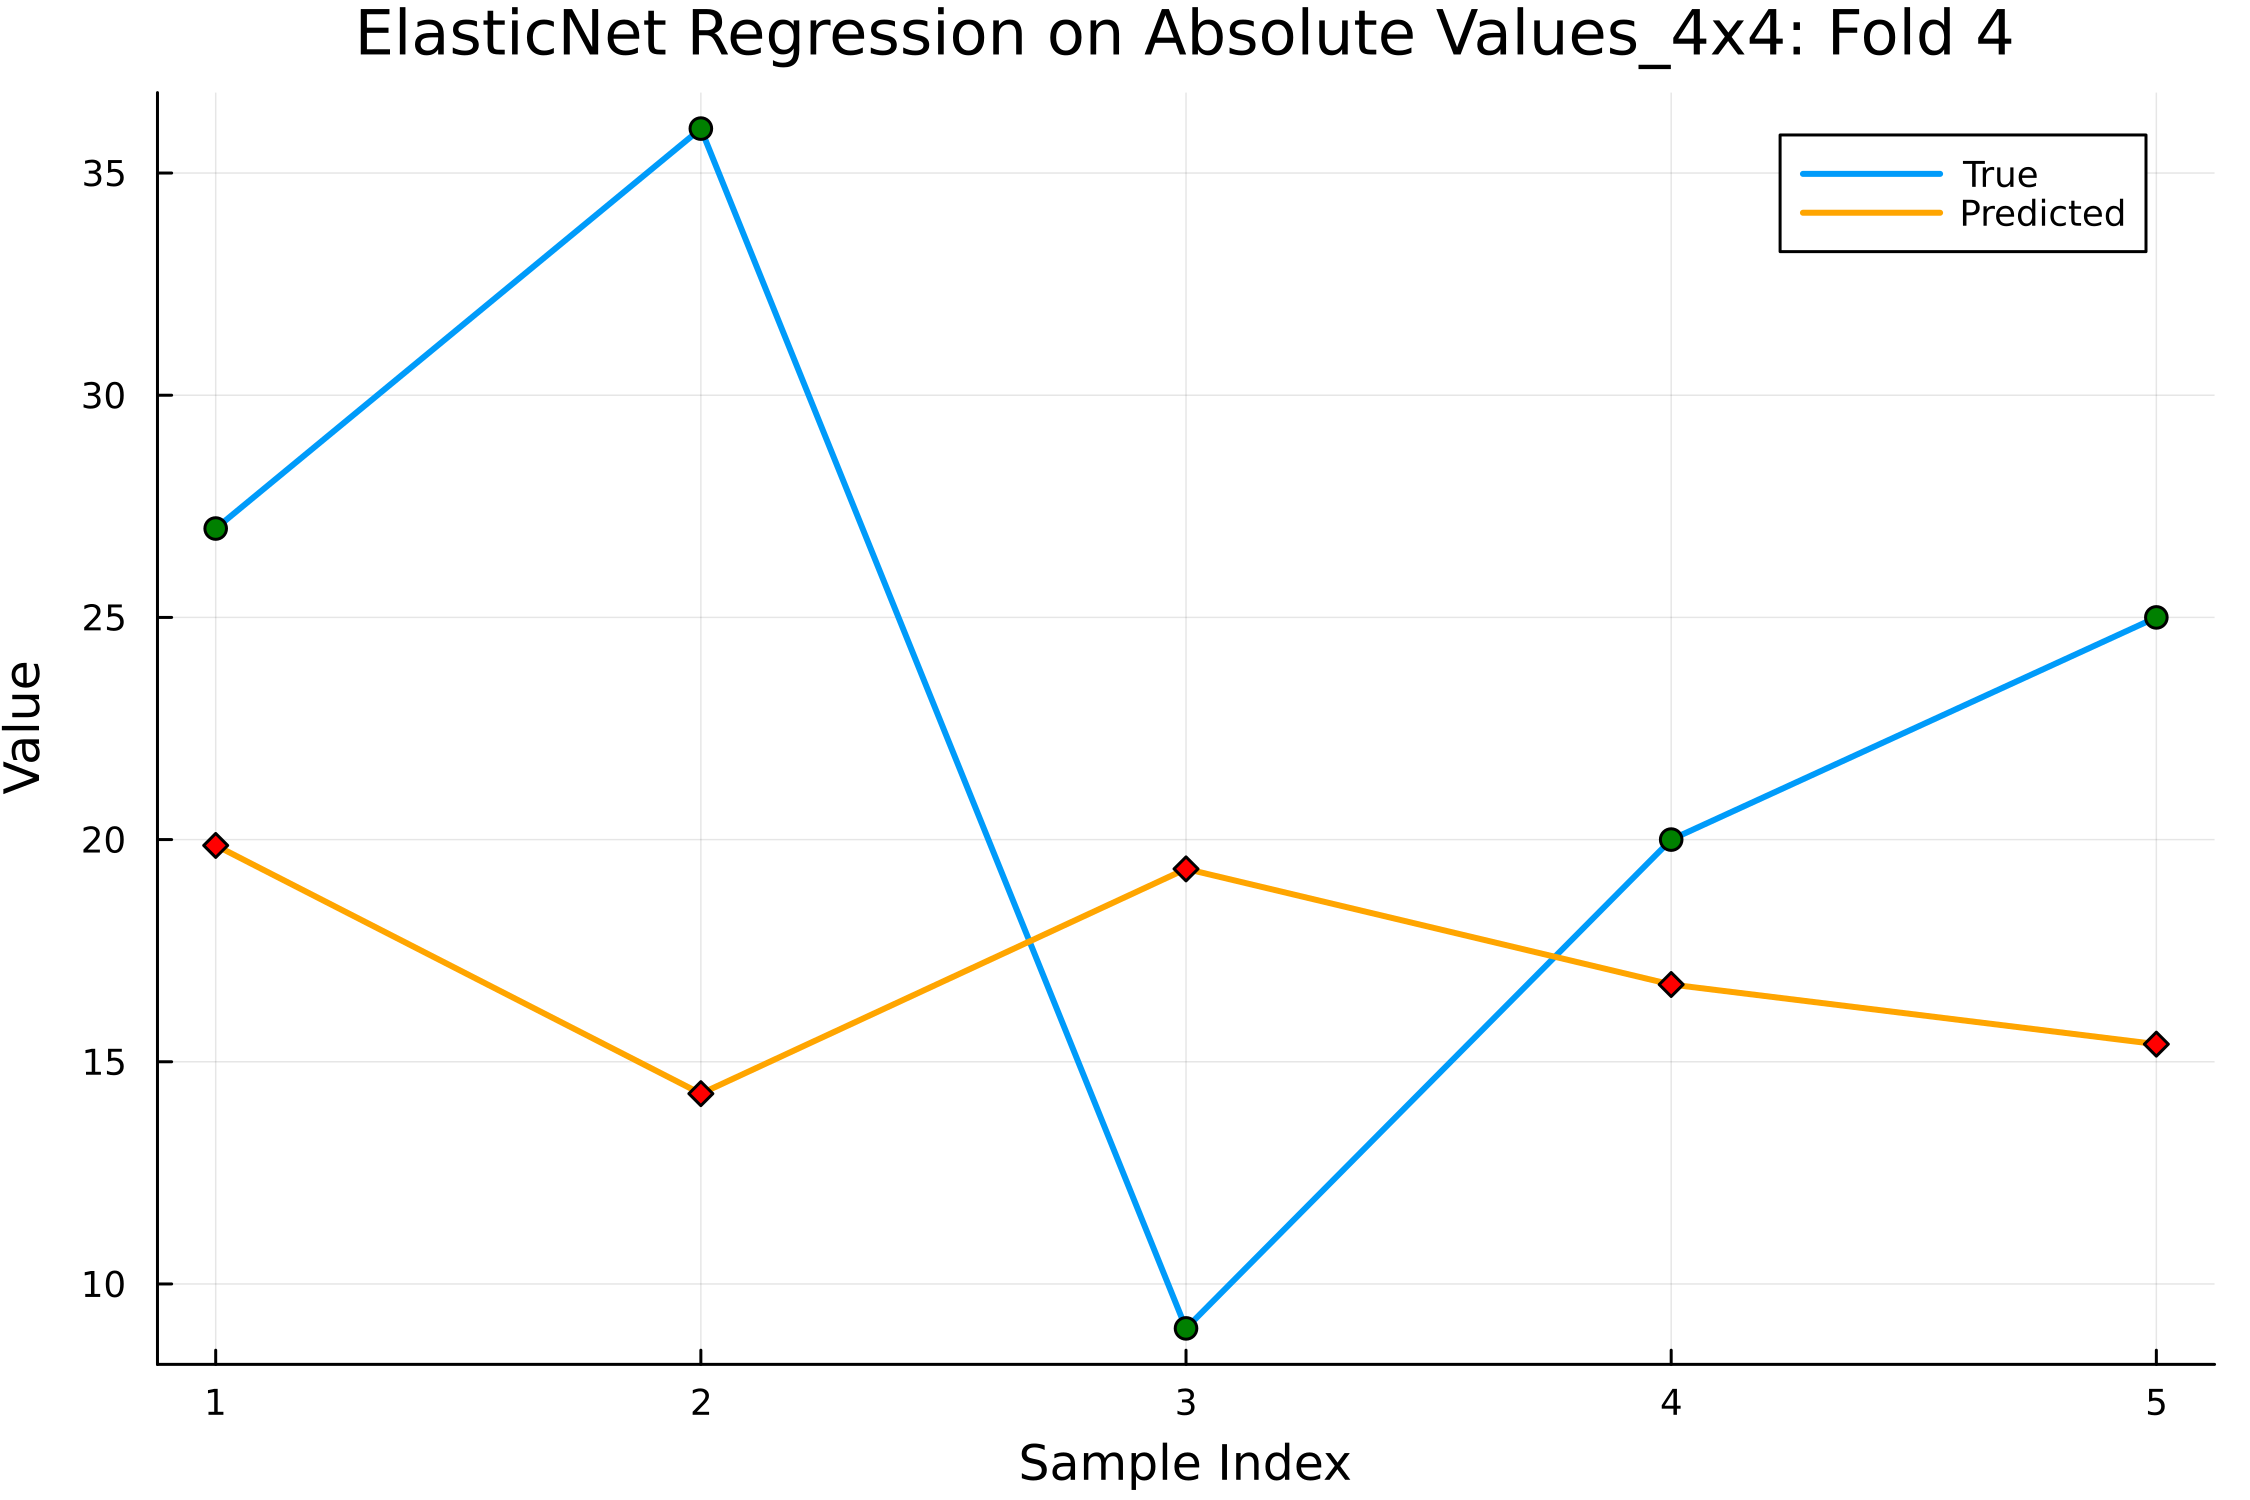 ElasticNet Regression on Absolute Values_4x4: Fold 4
True
Predicted
35
30
25
20
15
10
Value
1 2 3 4 5
Sample Index